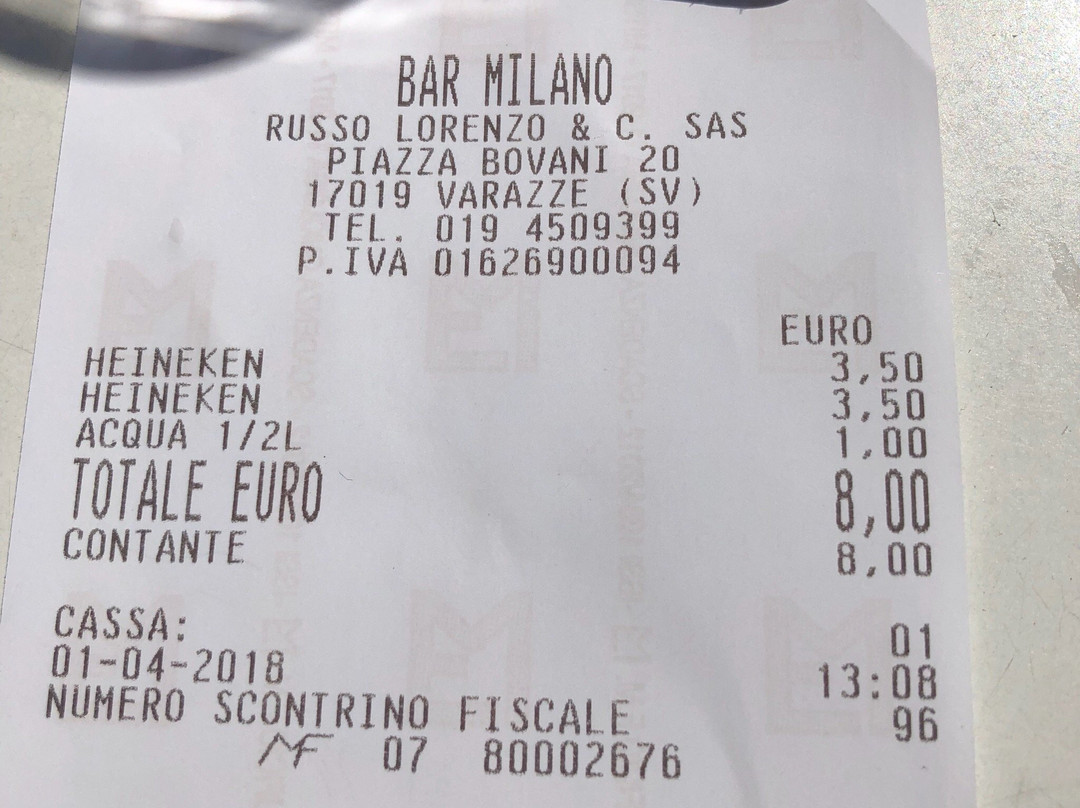 BAR MILANO
RUSSO LORENZO & C. SAS
PIAZZA BOVANI 20
17019 VARAZZE (SV)
TEL. 019 4509399
P.IVA 01626900094
EURO
HEINEKEN 3,50
HEINEKEN 3,50
ACQUA 1/2L 1,00
TOTALE EURO 8,00
CONTANTE 8,00
CASSA: 01
01-04-2018 13:08
NUMERO SCONTRINO FISCALE 96
MF 07 80002676